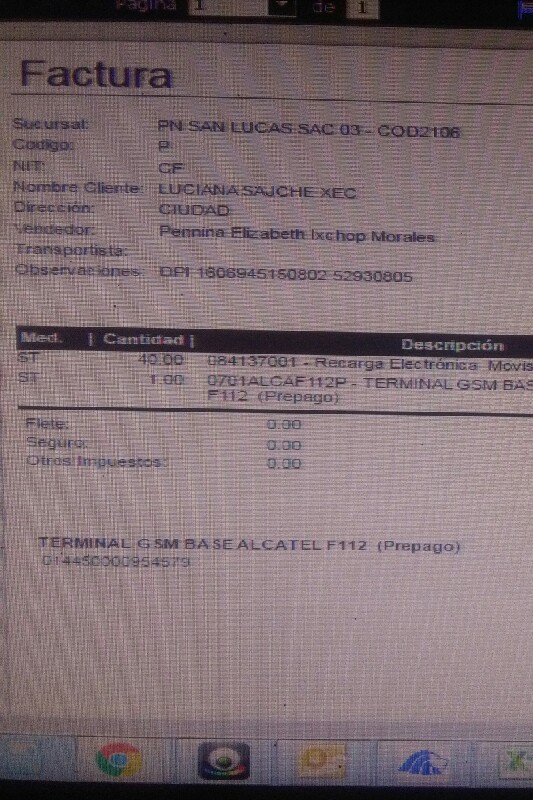 Página 1 de 1
Factura
Sucursal: PN SAN LUCAS SAC 03 - COD2106
Codigo: P
NIT: CF
Nombre Cliente: LUCIANA SAJCHE XEC
Dirección: CIUDAD
Vendedor: Pennina Elizabeth Ixchop Morales
Transportista:
Observaciones: DPI 1606945150802 52930805
Med. | Cantidad | Descripción
ST 40.00 084137001 - Recarga Electrónica Movis
ST 1.00 0701ALCAF112P - TERMINAL GSM BAS
F112 (Prepago)
Flete: 0.00
Seguro: 0.00
Otros Impuestos: 0.00
TERMINAL GSM BASE ALCATEL F112 (Prepago)
014450000954579